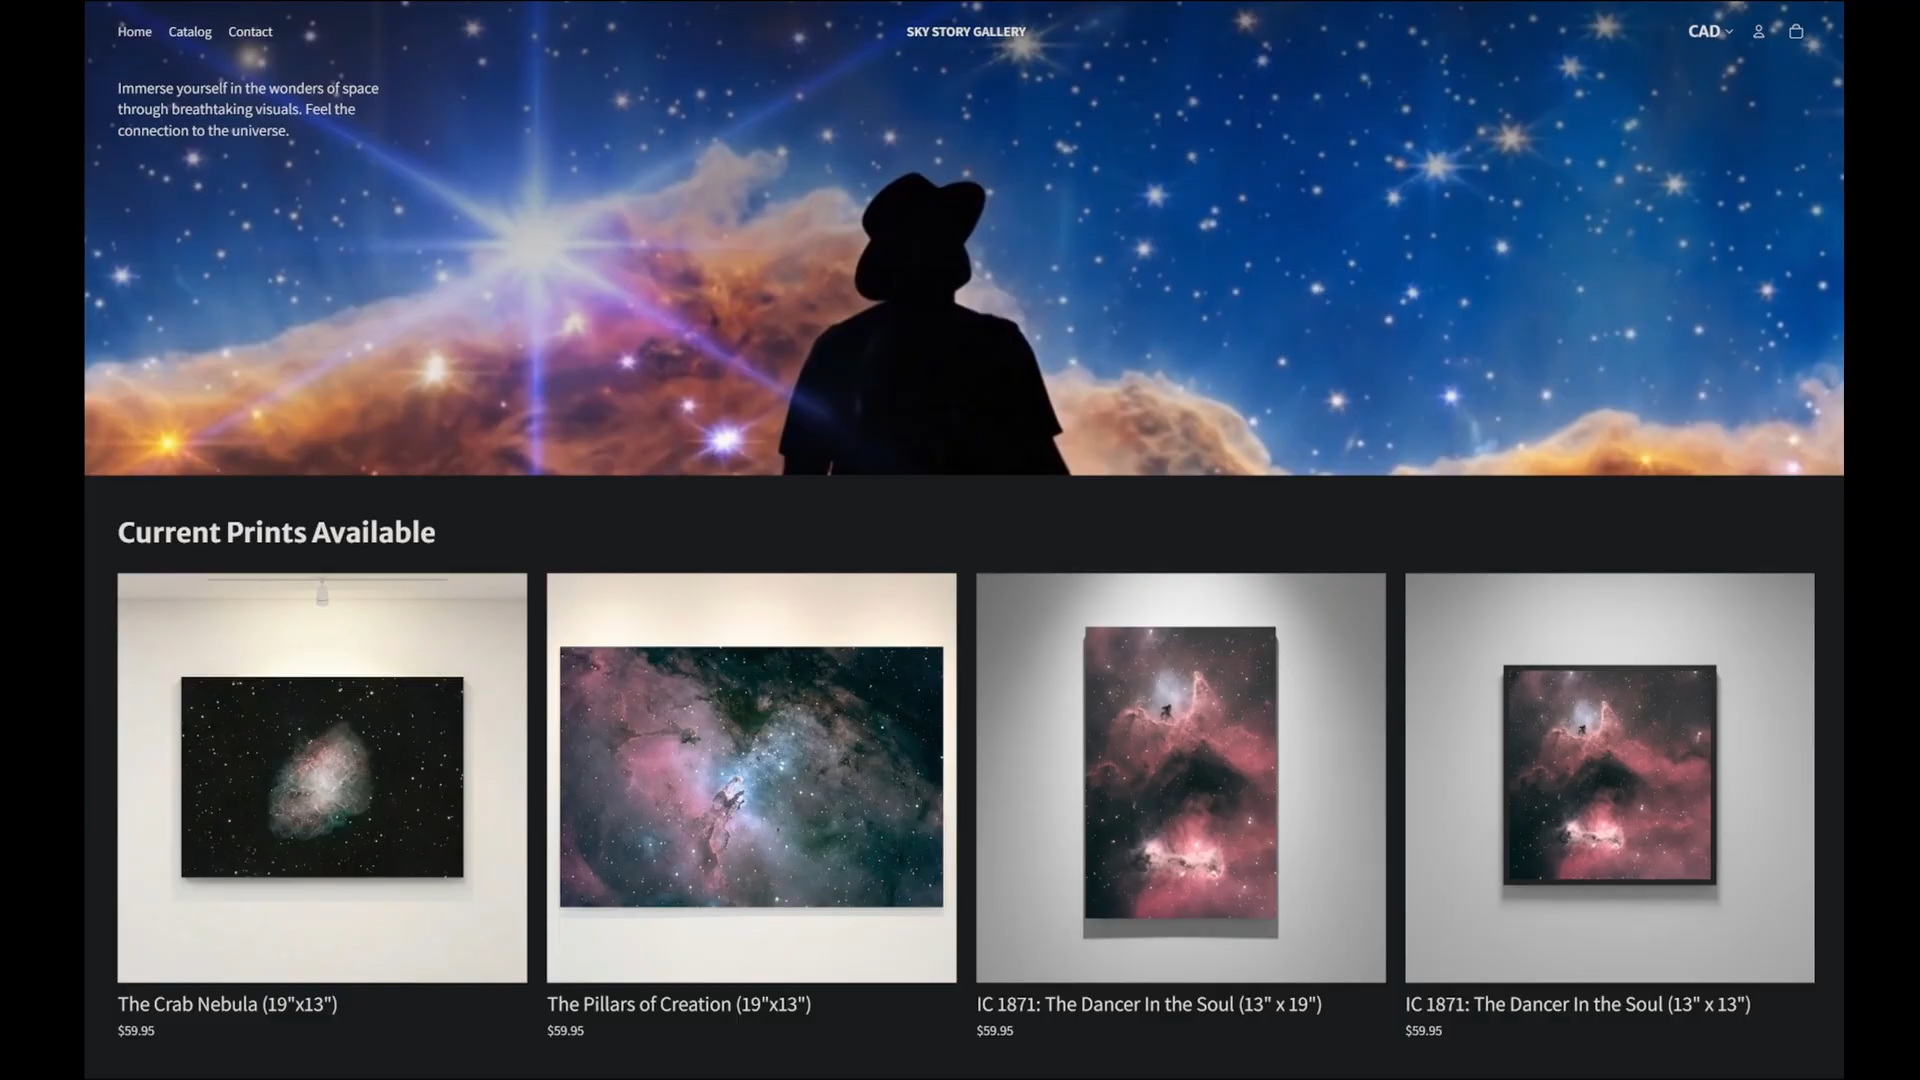 Home
Catalog
Contact
SKY STORY GALLERY
CAD
Immerse yourself in the wonders of space
through breathtaking visuals. Feel the
connection to the universe.
Current Prints Available
The Crab Nebula (19"x13")
$59.95
The Pillars of Creation (19"x13")
$59.95
IC 1871: The Dancer In the Soul (13" x 19")
$59.95
IC 1871: The Dancer In the Soul (13" x 13")
$59.95